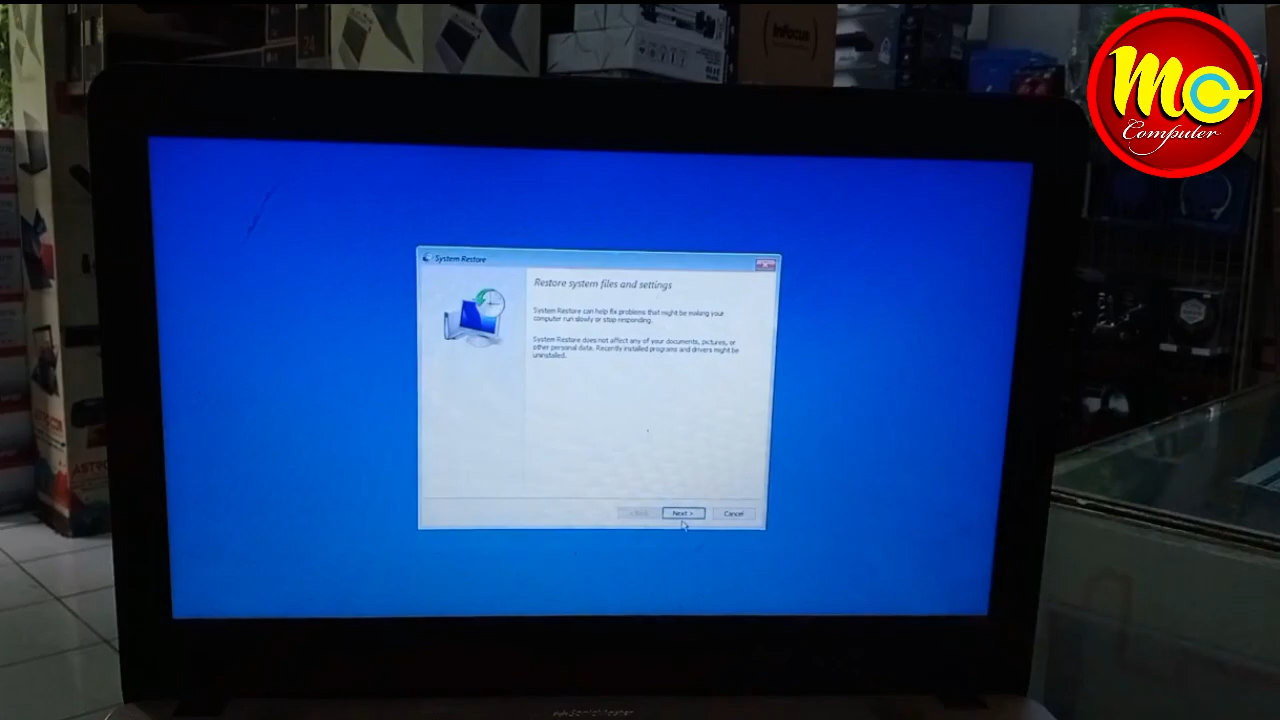 InFocus
MC
Computer
System Restore
Restore system files and settings
System Restore can help fix problems that might be making your
computer run slowly or stop responding.
System Restore does not affect any of your documents, pictures, or
other personal data. Recently installed programs and drivers might be
uninstalled.
< Back
Next >
Cancel